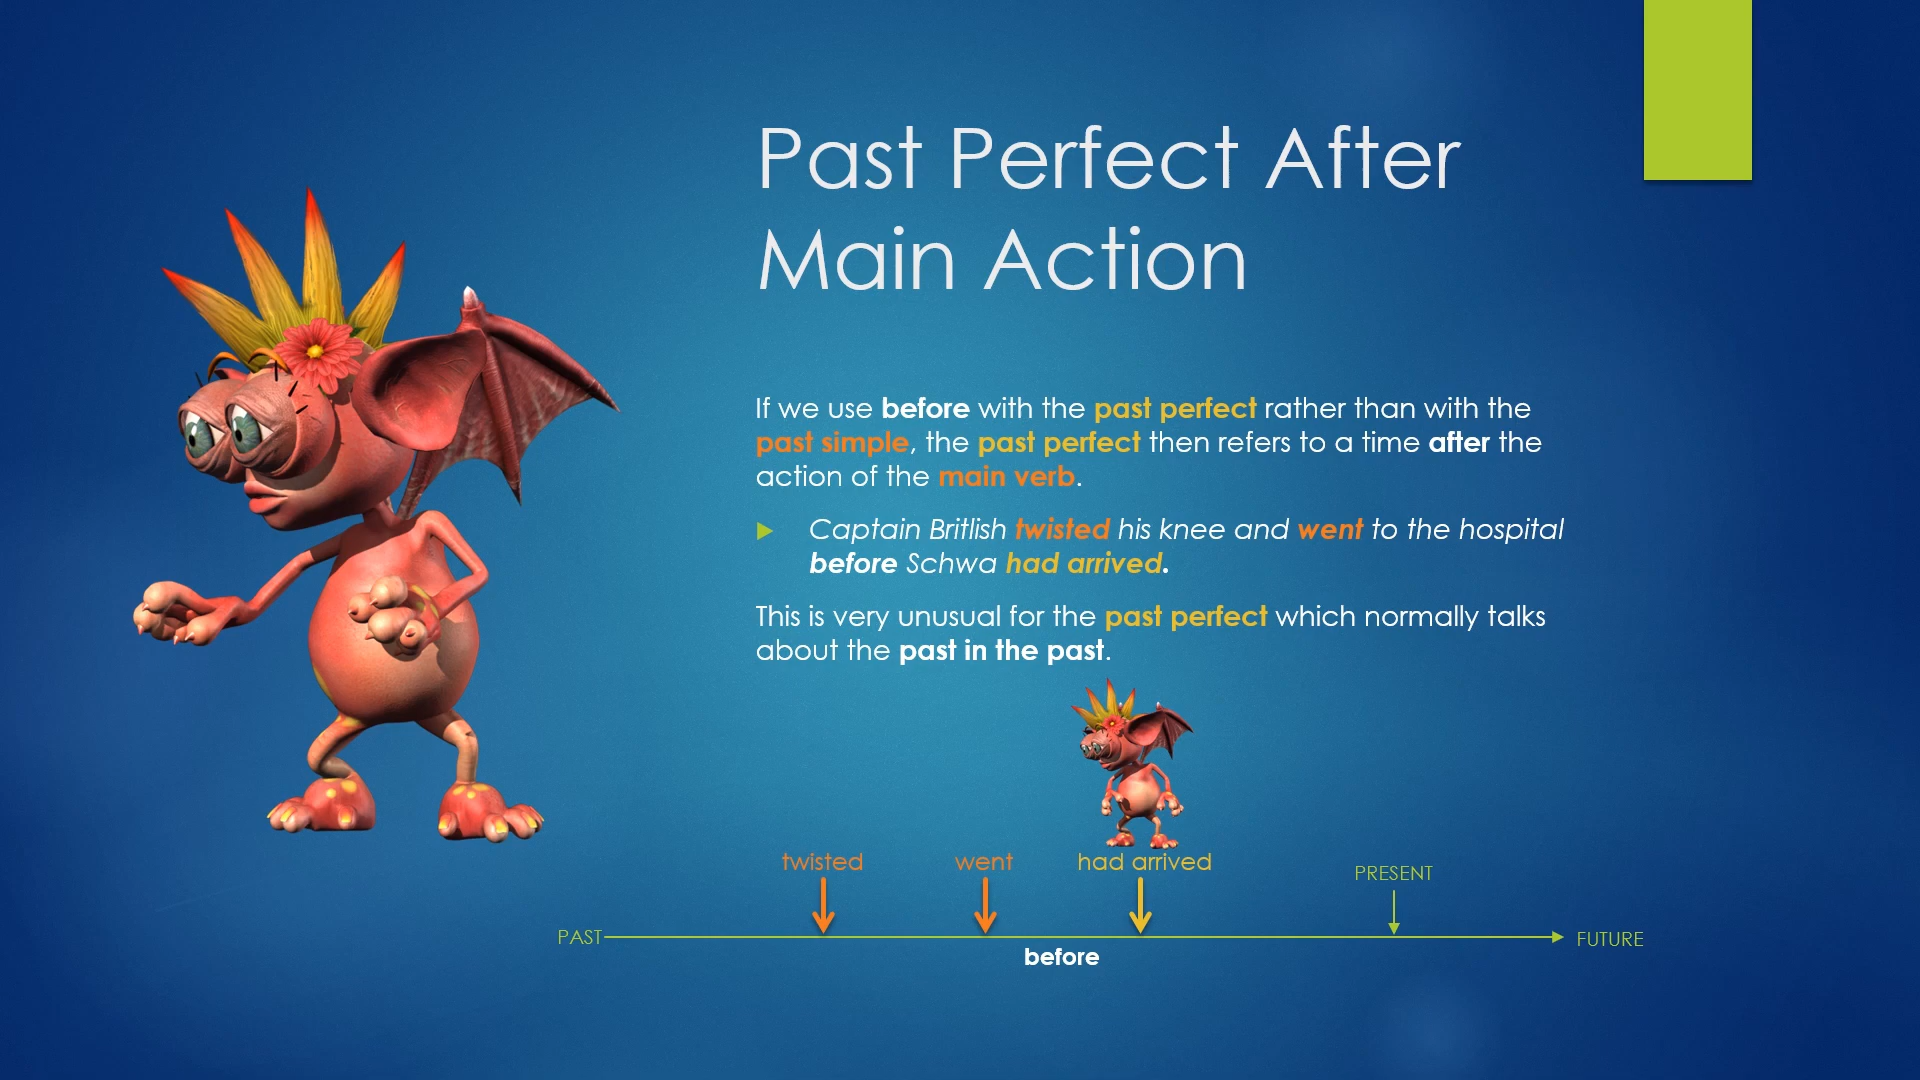 Past Perfect After
Main Action
If we use before with the past perfect rather than with the
past simple, the past perfect then refers to a time after the
action of the main verb.
Captain Britlish twisted his knee and went to the hospital
before Schwa had arrived.
This is very unusual for the past perfect which normally talks
about the past in the past.
twisted
went
had arrived
PRESENT
PAST
FUTURE
before